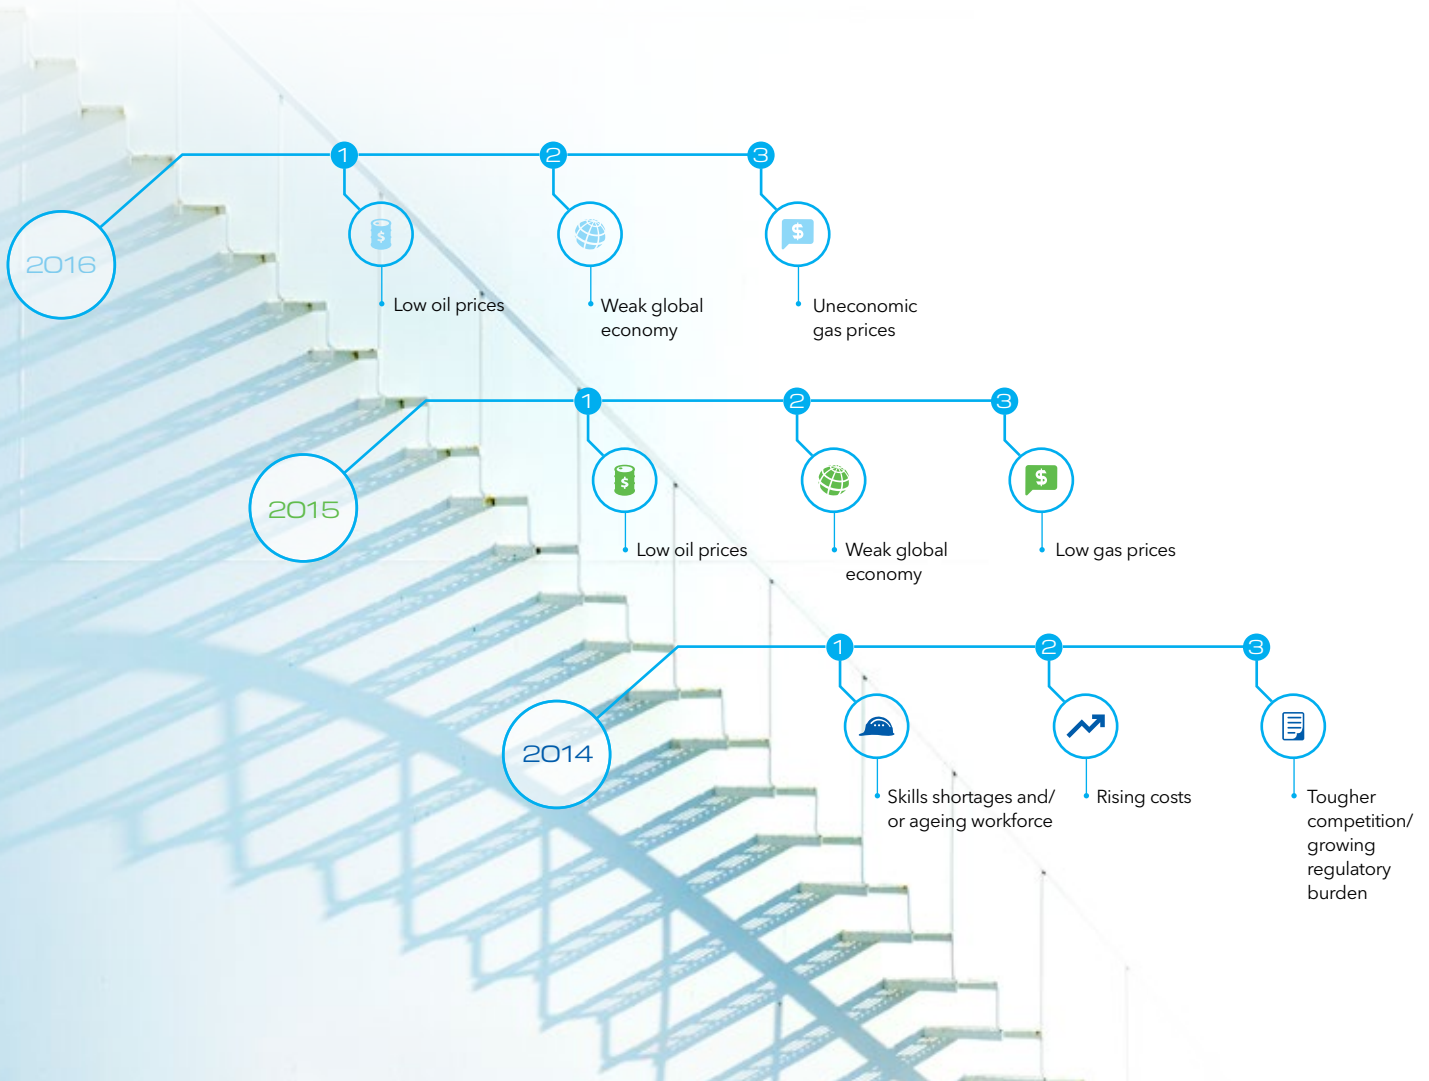 1
2
3
$
$
2016
Low oil prices
Weak global
economy
Uneconomic
gas prices
1
2
3
$
$
2015
Low oil prices
Weak global
economy
Low gas prices
1
2
3
2014
Skills shortages and/
or ageing workforce
Rising costs
Tougher
competition/
growing
regulatory
burden